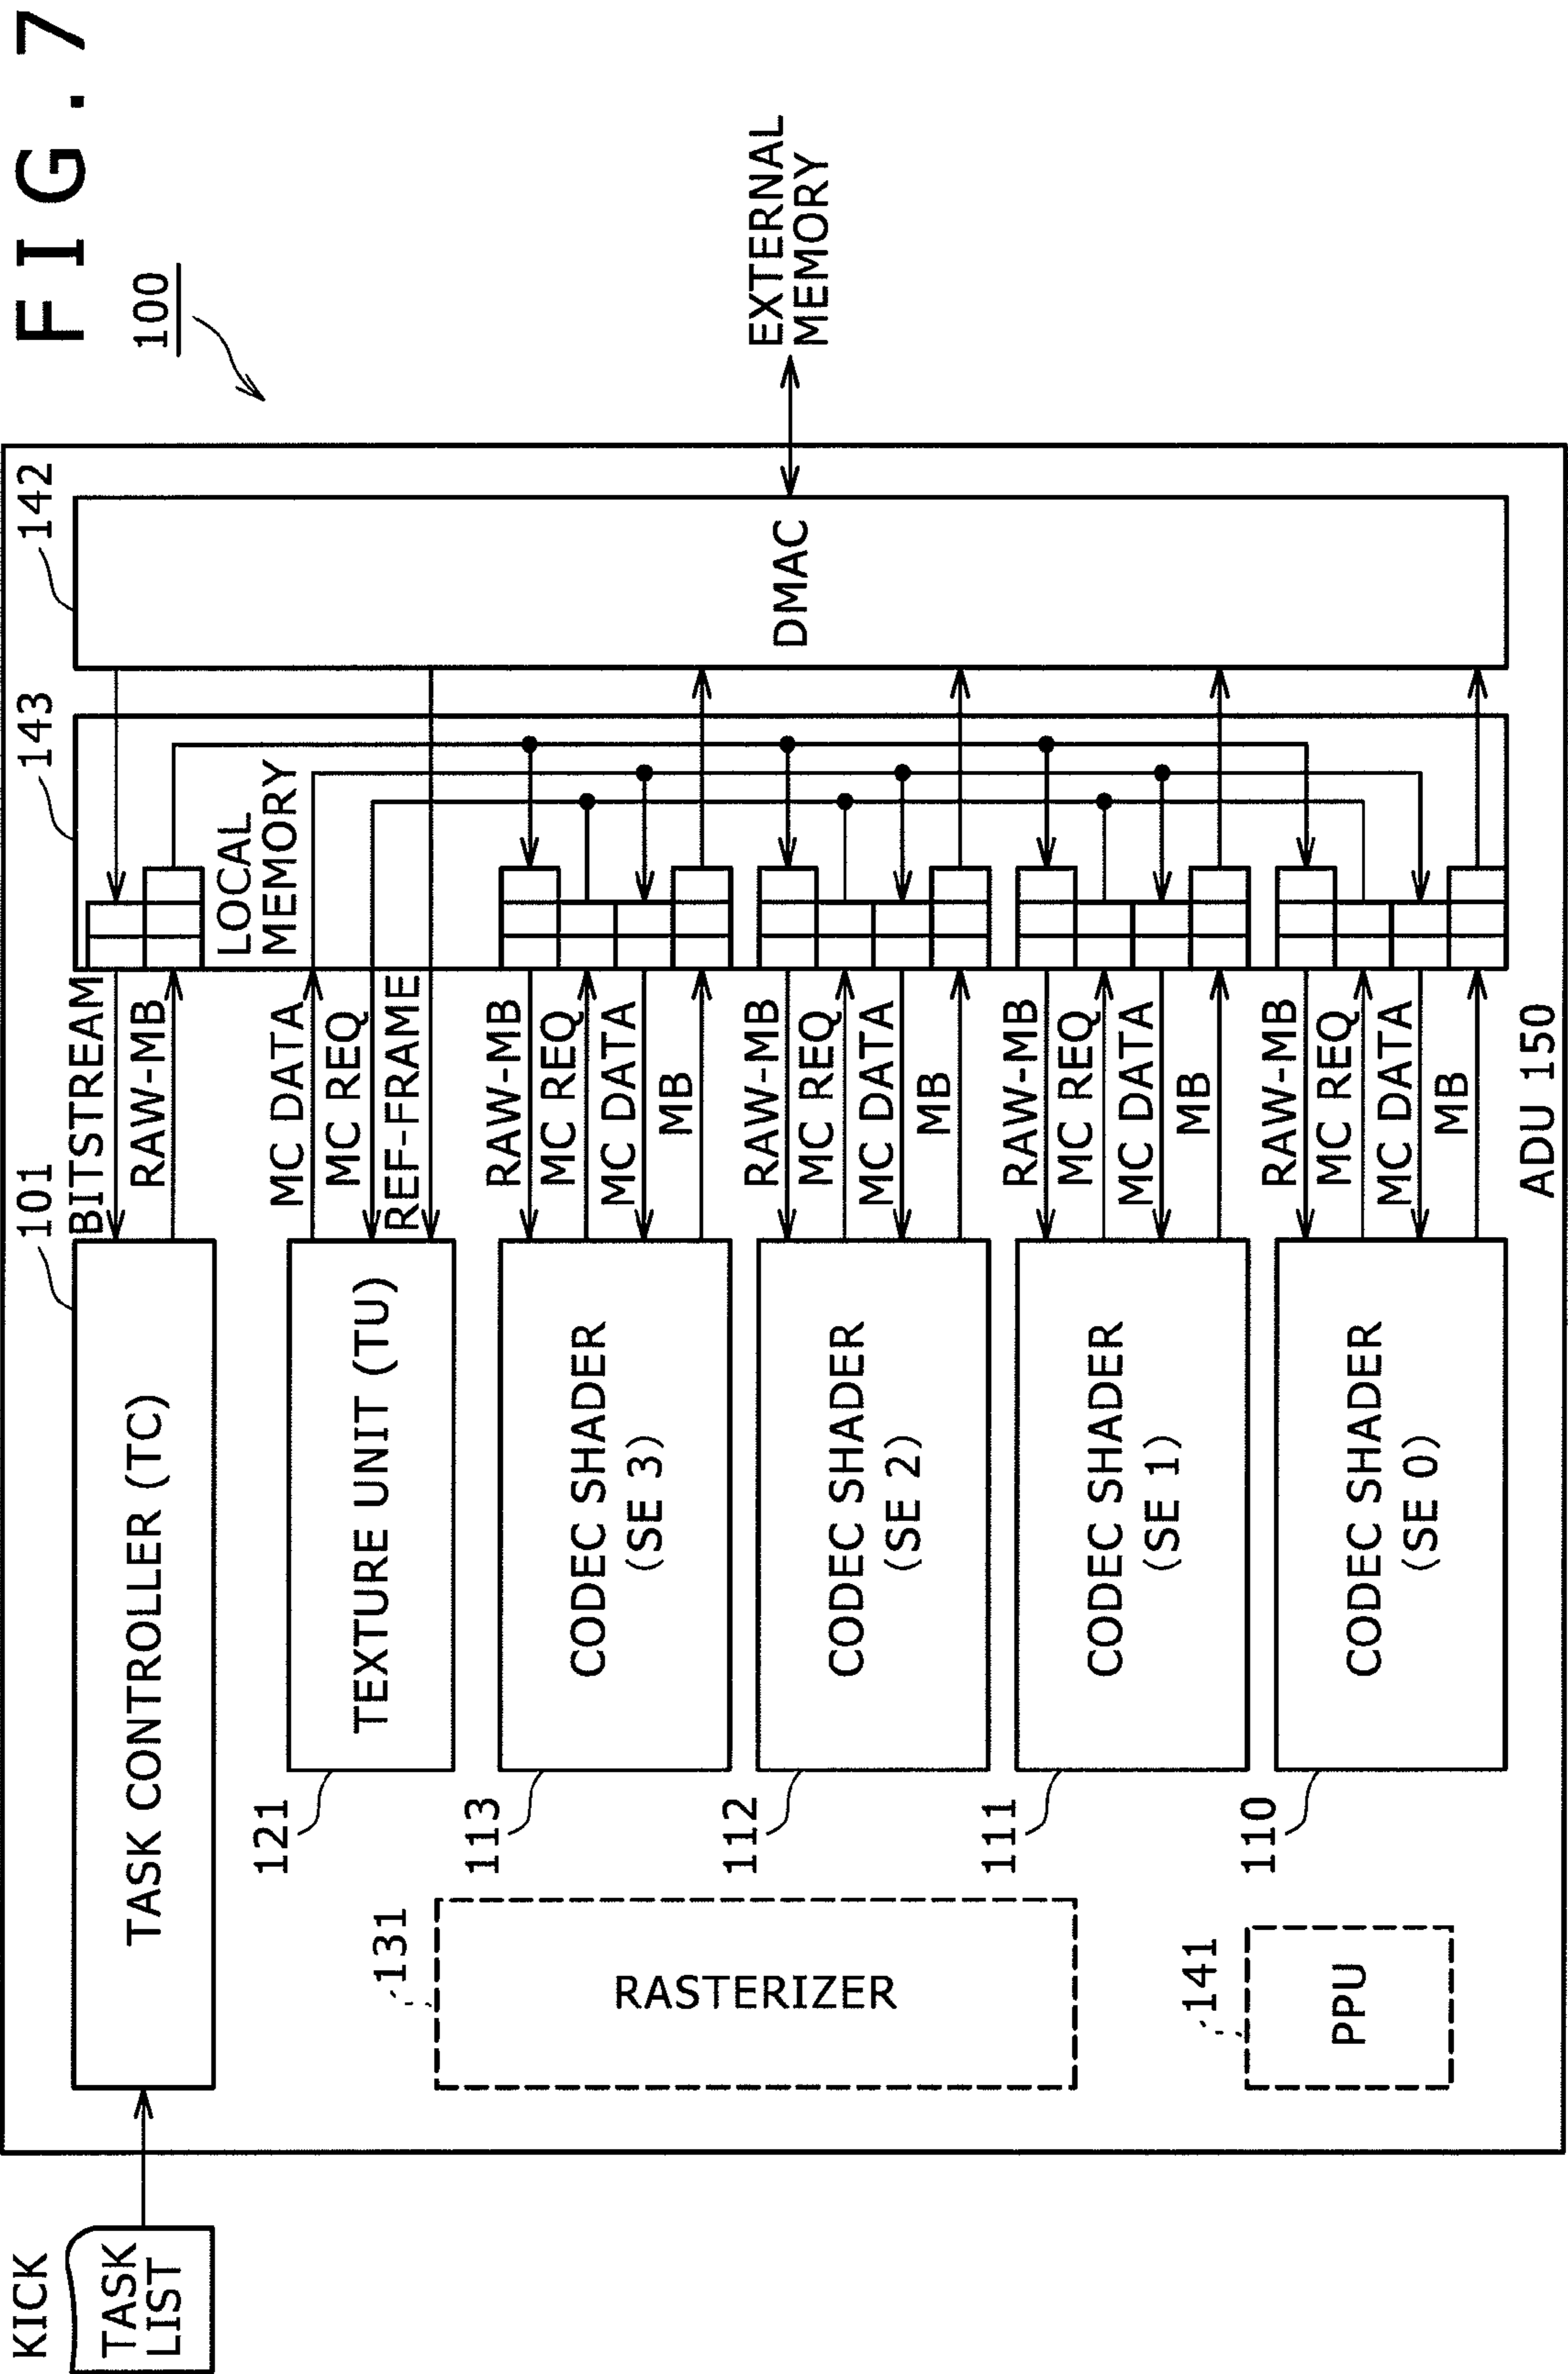 FIG.7
100
KICK
TASK
LIST
101
TASK CONTROLLER (TC)
BITSTREAM
RAW-MB
143
LOCAL
MEMORY
142
DMAC
EXTERNAL
MEMORY
121
TEXTURE UNIT (TU)
MC DATA
MC REQ
REF-FRAME
131
RASTERIZER
113
CODEC SHADER
(SE 3)
RAW-MB
MC REQ
MC DATA
MB
112
CODEC SHADER
(SE 2)
RAW-MB
MC REQ
MC DATA
MB
111
CODEC SHADER
(SE 1)
RAW-MB
MC REQ
MC DATA
MB
141
PPU
110
CODEC SHADER
(SE 0)
RAW-MB
MC REQ
MC DATA
MB
ADU 150